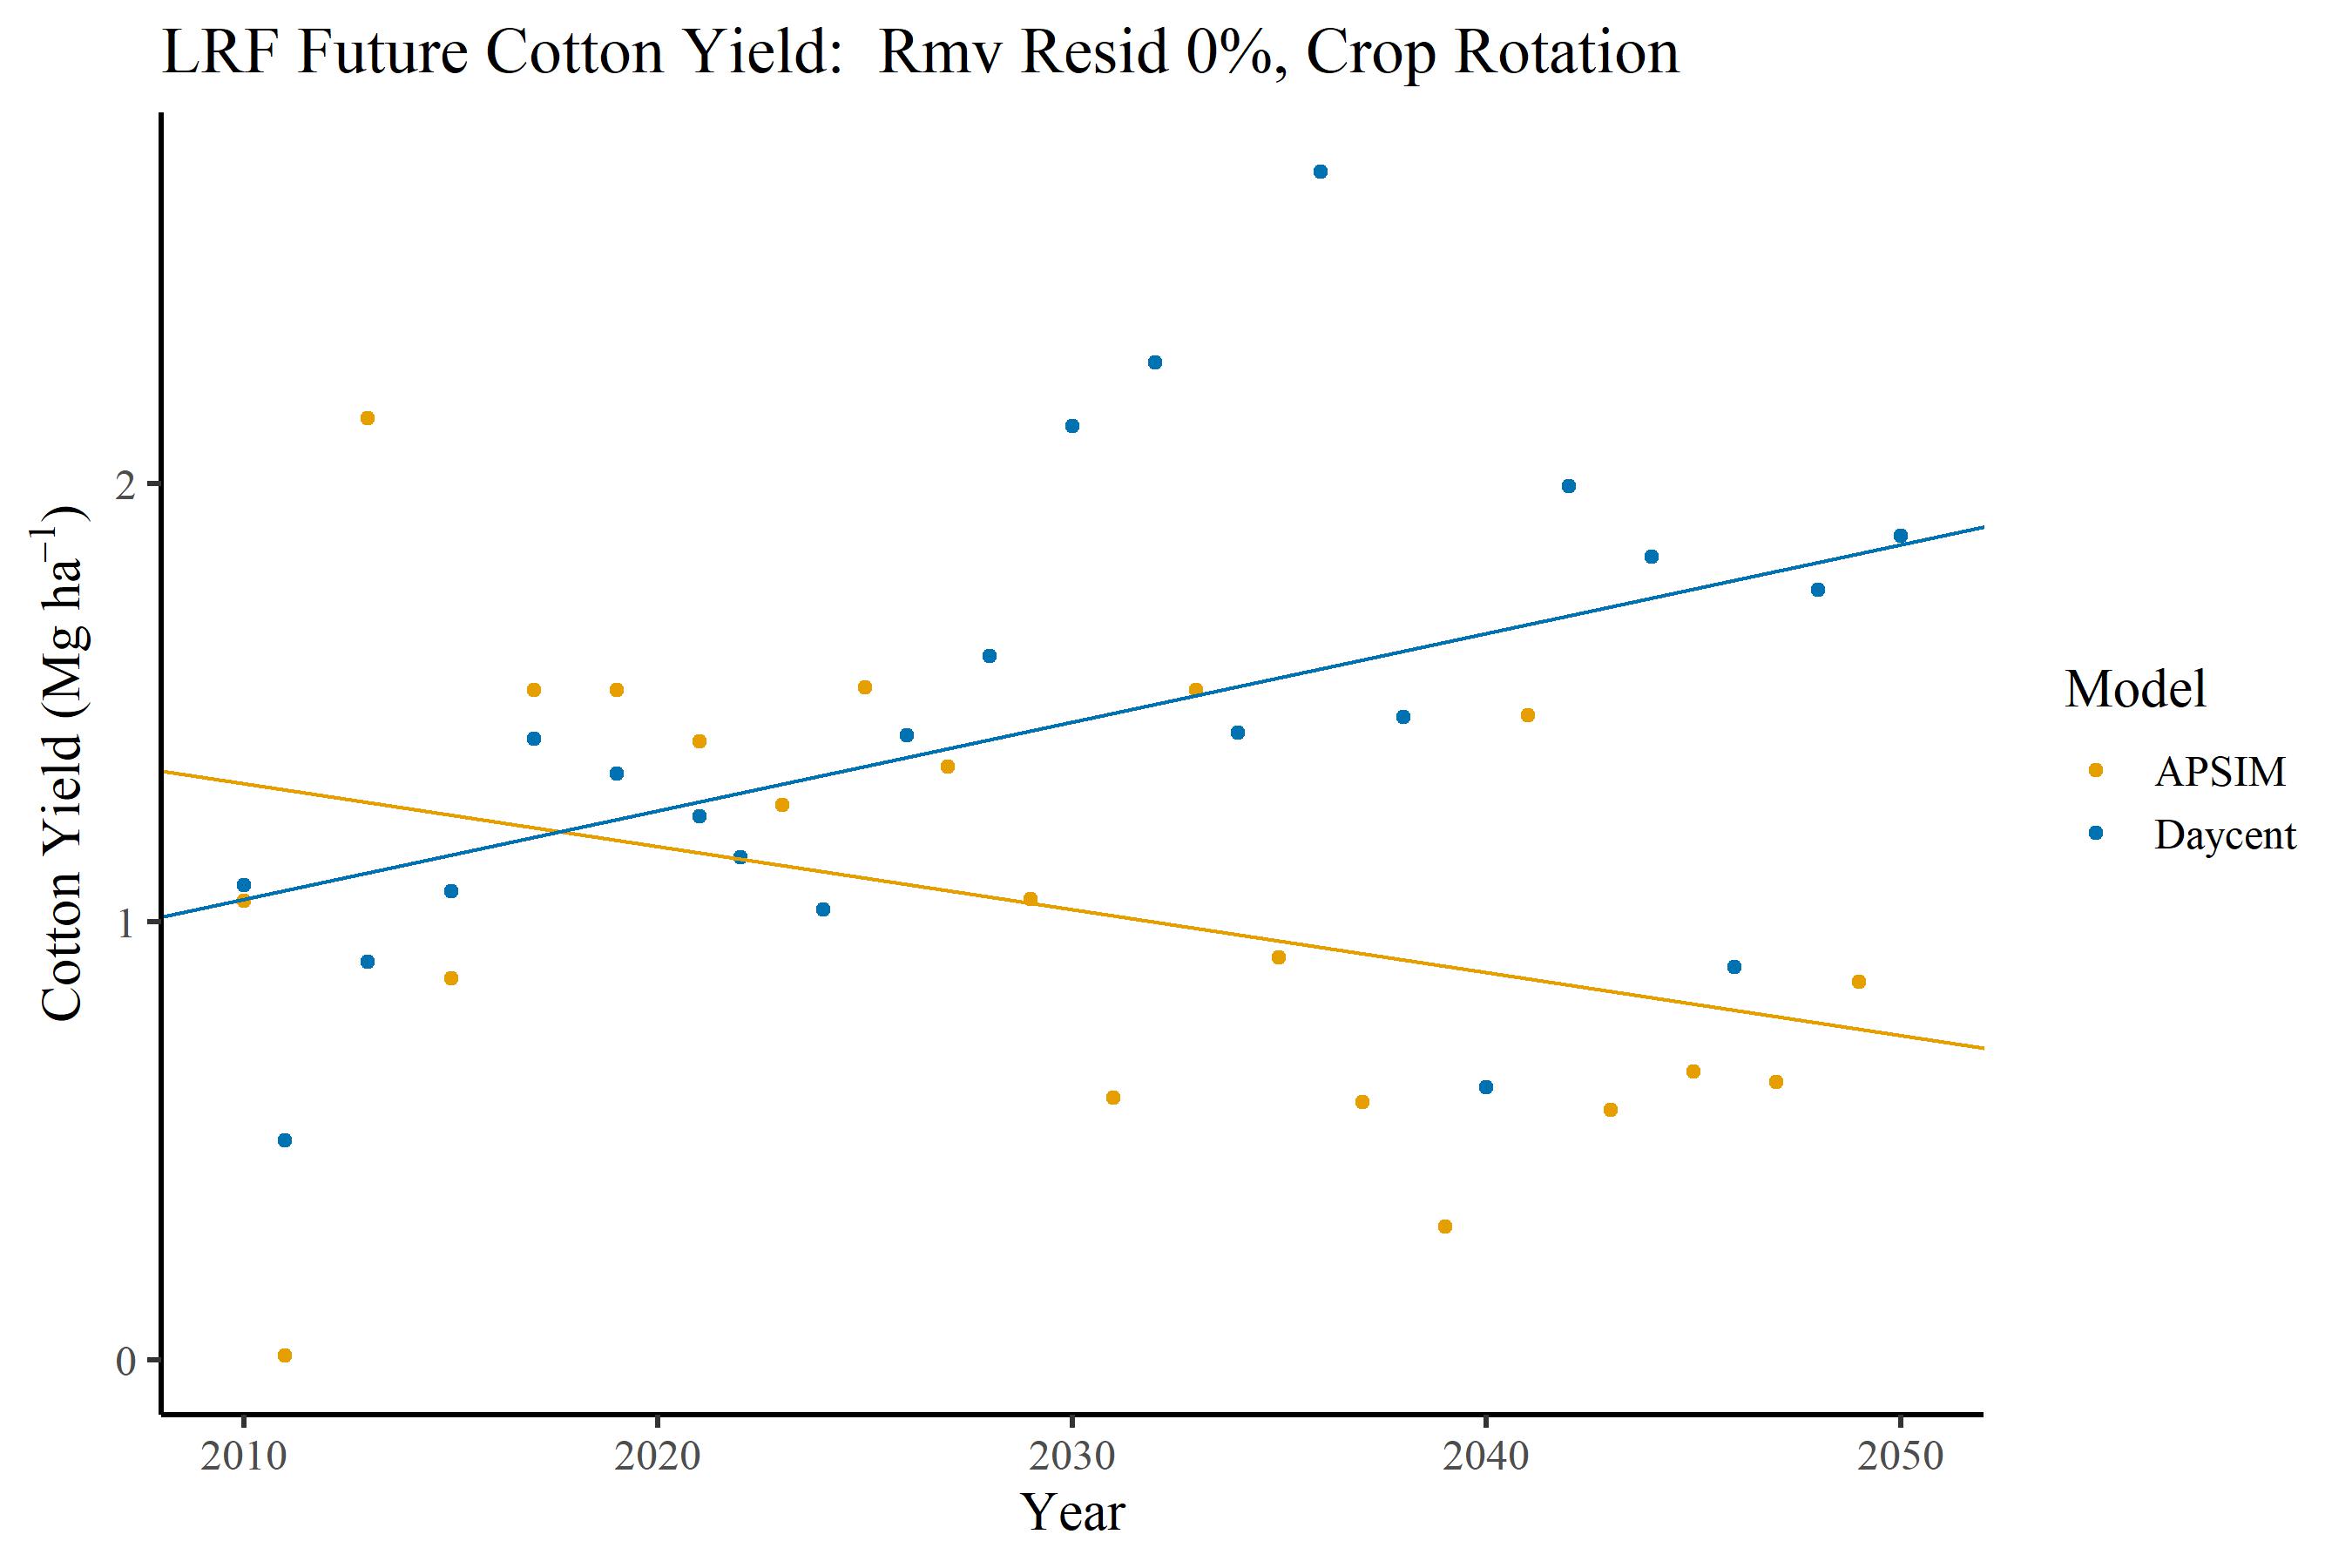 LRF Future Cotton Yield:  Rmv Resid 0%, Crop Rotation
Cotton Yield (Mg ha⁻¹)
2
1
0
2010 2020 2030 2040 2050
Year
Model
APSIM
Daycent